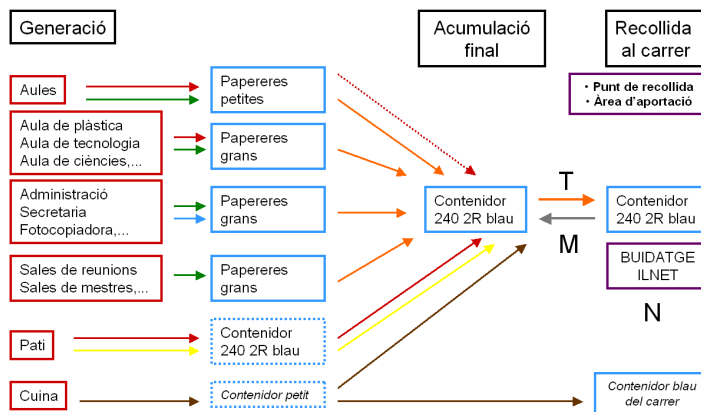 Generació
Acumulació
final
Recollida
al carrer
Aules
Papereres
petites
· Punt de recollida
· Àrea d'aportació
Aula de plàstica
Aula de tecnologia
Aula de ciències,...
Papereres
grans
Administració
Secretaria
Fotocopiadora,...
Papereres
grans
Contenidor
240 2R blau
T
M
Contenidor
240 2R blau
Sales de reunions
Sales de mestres,...
Papereres
grans
BUIDATGE
ILNET
N
Pati
Contenidor
240 2R blau
Cuina
Contenidor petit
Contenidor blau
del carrer